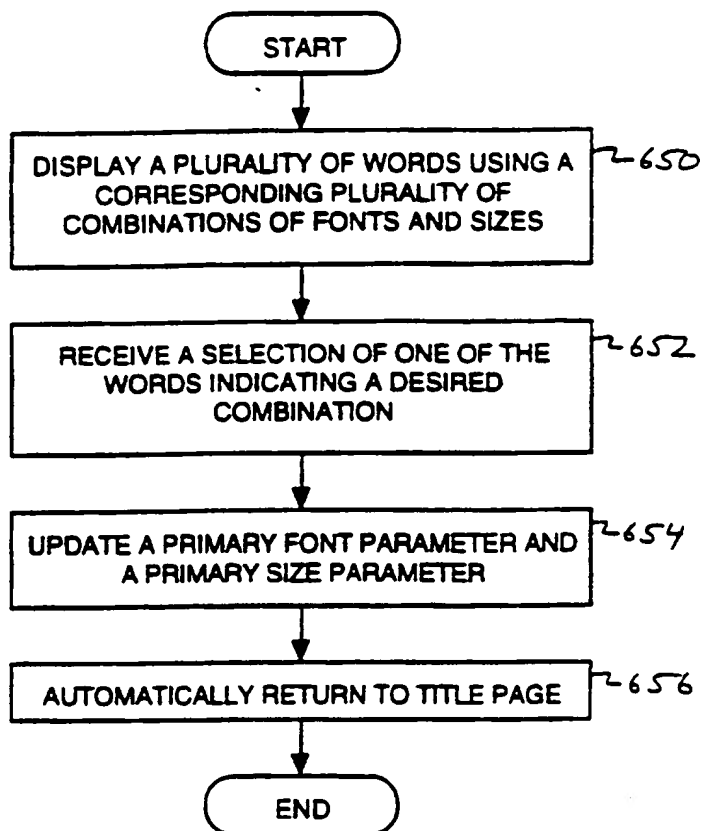 START
DISPLAY A PLURALITY OF WORDS USING A
CORRESPONDING PLURALITY OF
COMBINATIONS OF FONTS AND SIZES
650
RECEIVE A SELECTION OF ONE OF THE
WORDS INDICATING A DESIRED
COMBINATION
652
UPDATE A PRIMARY FONT PARAMETER AND
A PRIMARY SIZE PARAMETER
654
AUTOMATICALLY RETURN TO TITLE PAGE
656
END